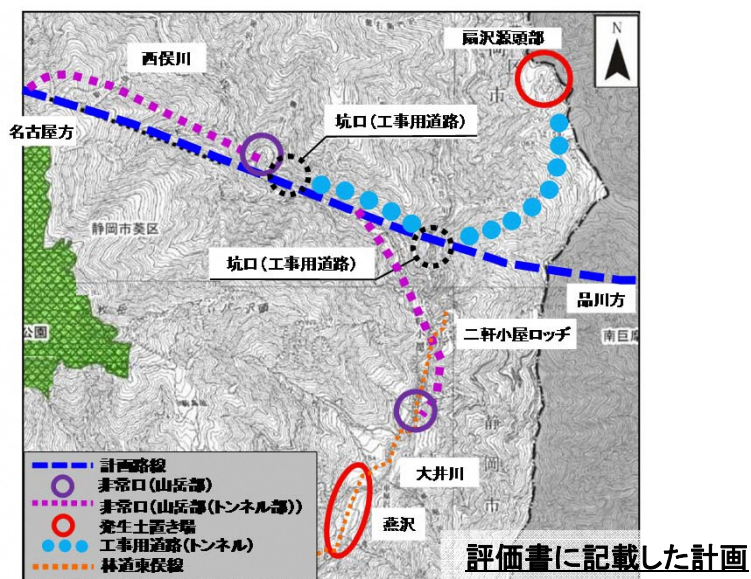 西俣川
扇沢源頭部
N
名古屋方
坑口(工事用道路)
静岡市葵区
坑口(工事用道路)
品川方
公園
二軒小屋ロッヂ
南巨摩
静岡市
大井川
燕沢
計画路線
非常口(山岳部)
非常口(山岳部(トンネル部))
発生土置き場
工事用道路(トンネル)
林道東俣線
評価書に記載した計画